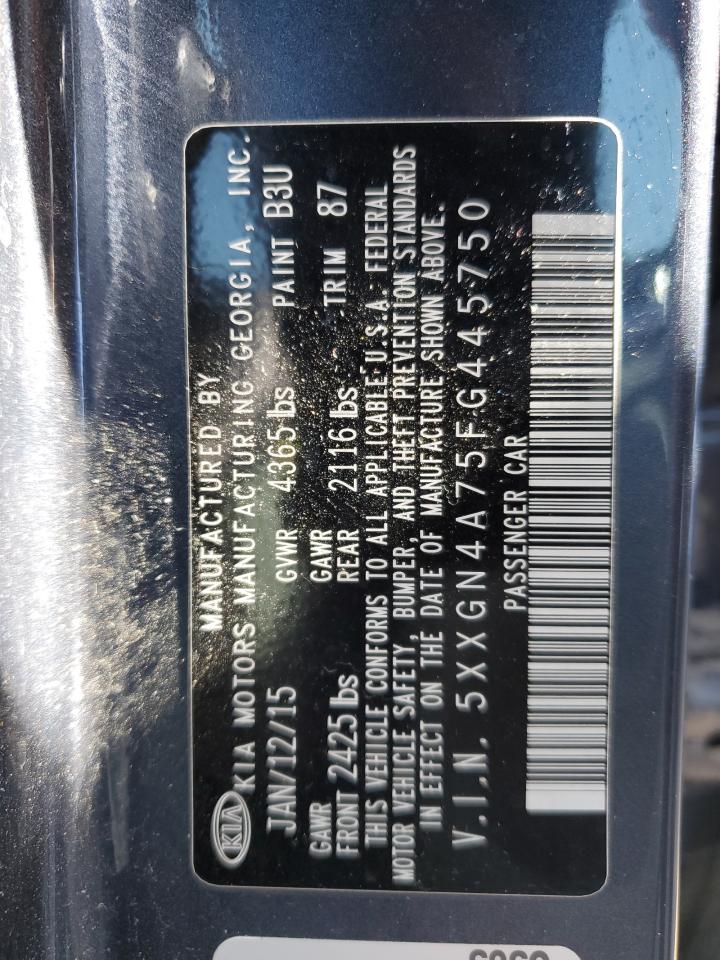 MANUFACTURED BY
KIA KIA MOTORS MANUFACTURING GEORGIA, INC.
JAN/12/15 GVWR 4365 lbs PAINT B3U
GAWR FRONT 2425 lbs GAWR REAR 2116 lbs TRIM 87
THIS VEHICLE CONFORMS TO ALL APPLICABLE U.S.A. FEDERAL
MOTOR VEHICLE SAFETY, BUMPER, AND THEFT PREVENTION STANDARDS
IN EFFECT ON THE DATE OF MANUFACTURE SHOWN ABOVE.
V.I.N. 5XXGN4A75FG445750
PASSENGER CAR